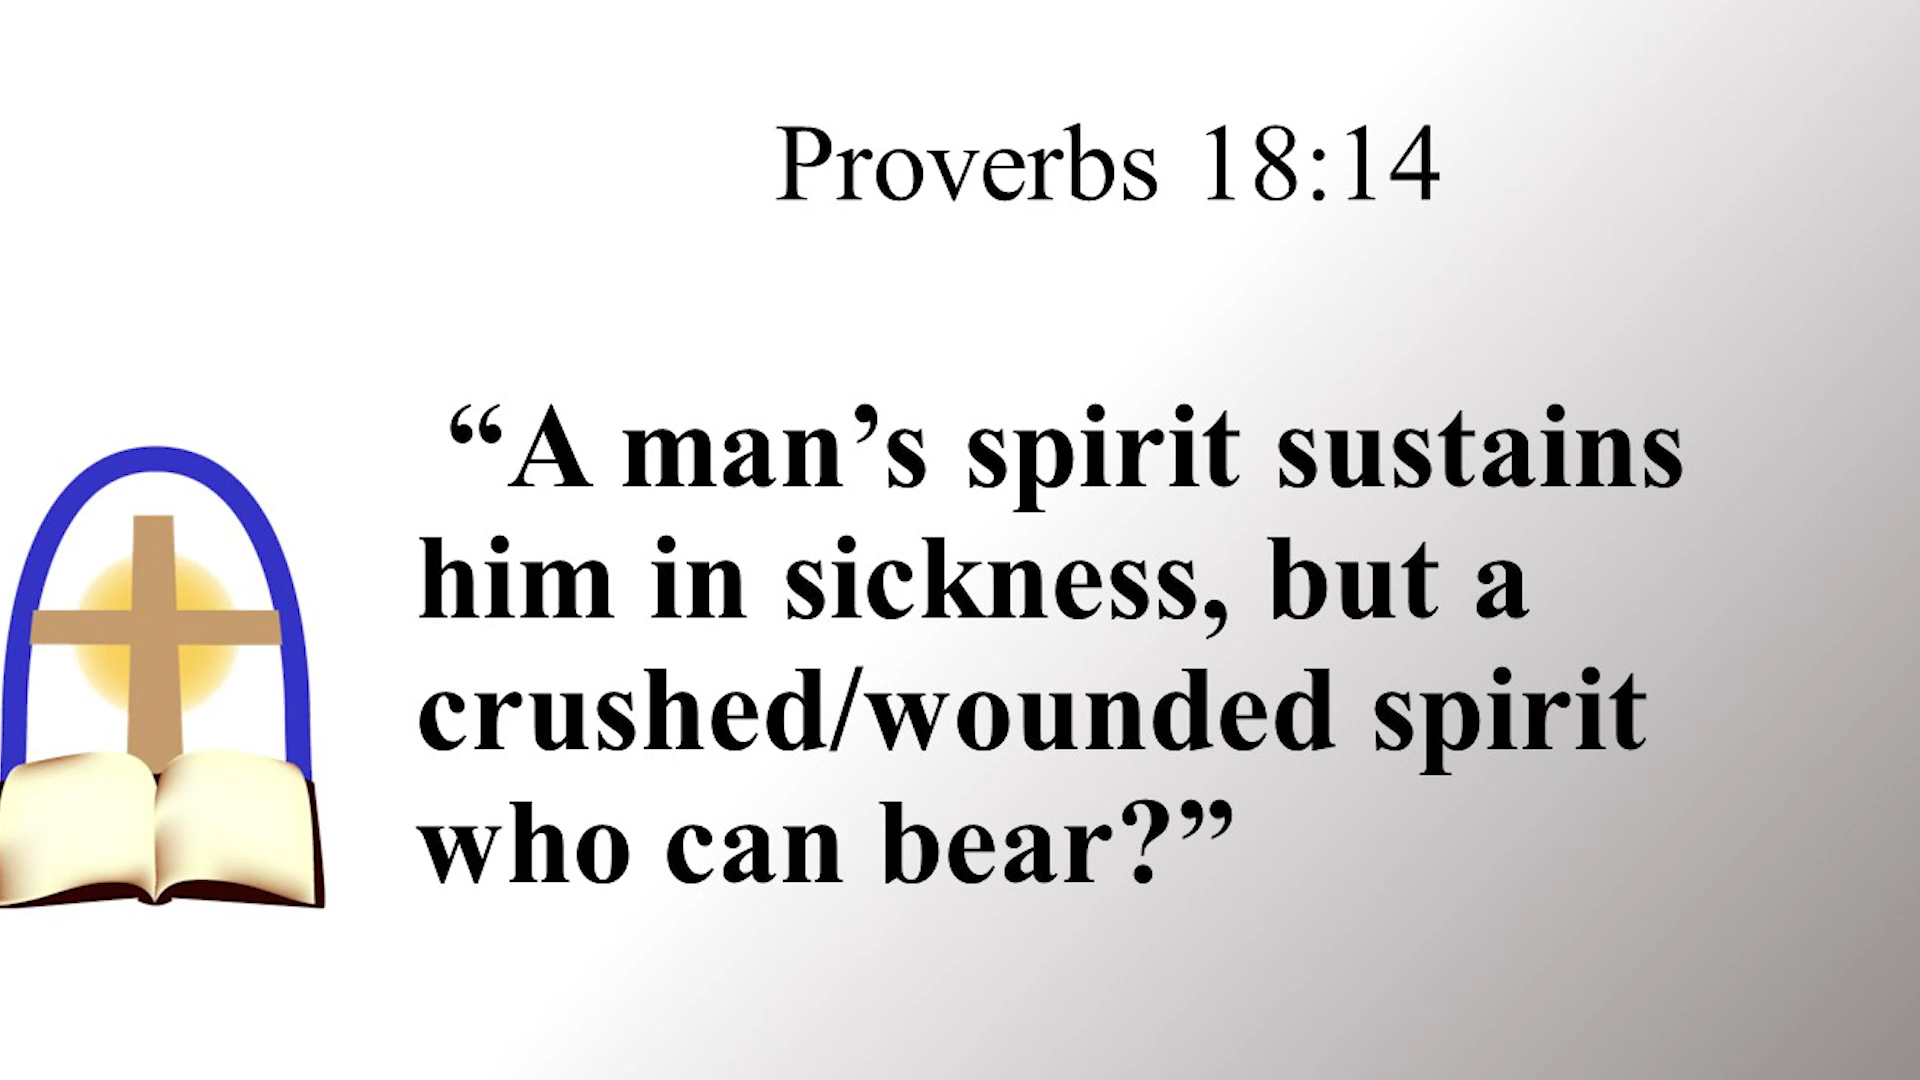 Proverbs 18:14
“A man’s spirit sustains
him in sickness, but a
crushed/wounded spirit
who can bear?”